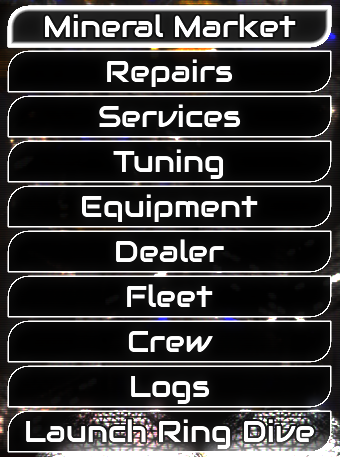 Mineral Market
Repairs
Services
Tuning
Equipment
Dealer
Fleet
Crew
Logs
Launch Ring Dive